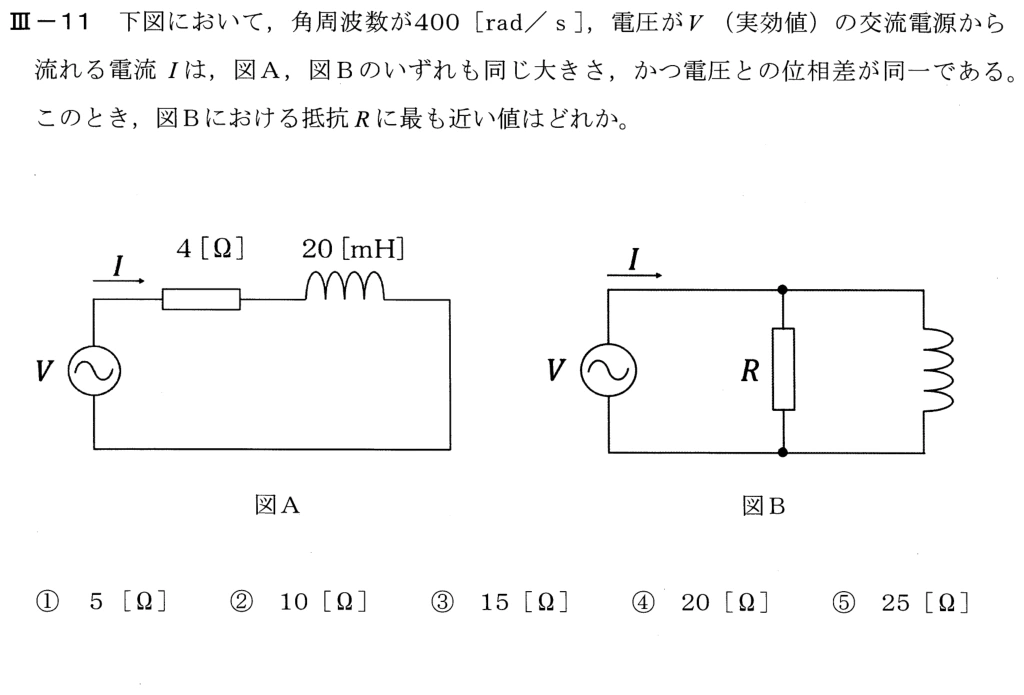 Ⅲ－11 下図において，角周波数が400［rad／s］，電圧がV（実効値）の交流電源から
流れる電流 I は，図A，図Bのいずれも同じ大きさ，かつ電圧との位相差が同一である。
このとき，図Bにおける抵抗Rに最も近い値はどれか。
4［Ω］ 20［mH］
I
V
図A
I
V
R
図B
① 5［Ω］ ② 10［Ω］ ③ 15［Ω］ ④ 20［Ω］ ⑤ 25［Ω］